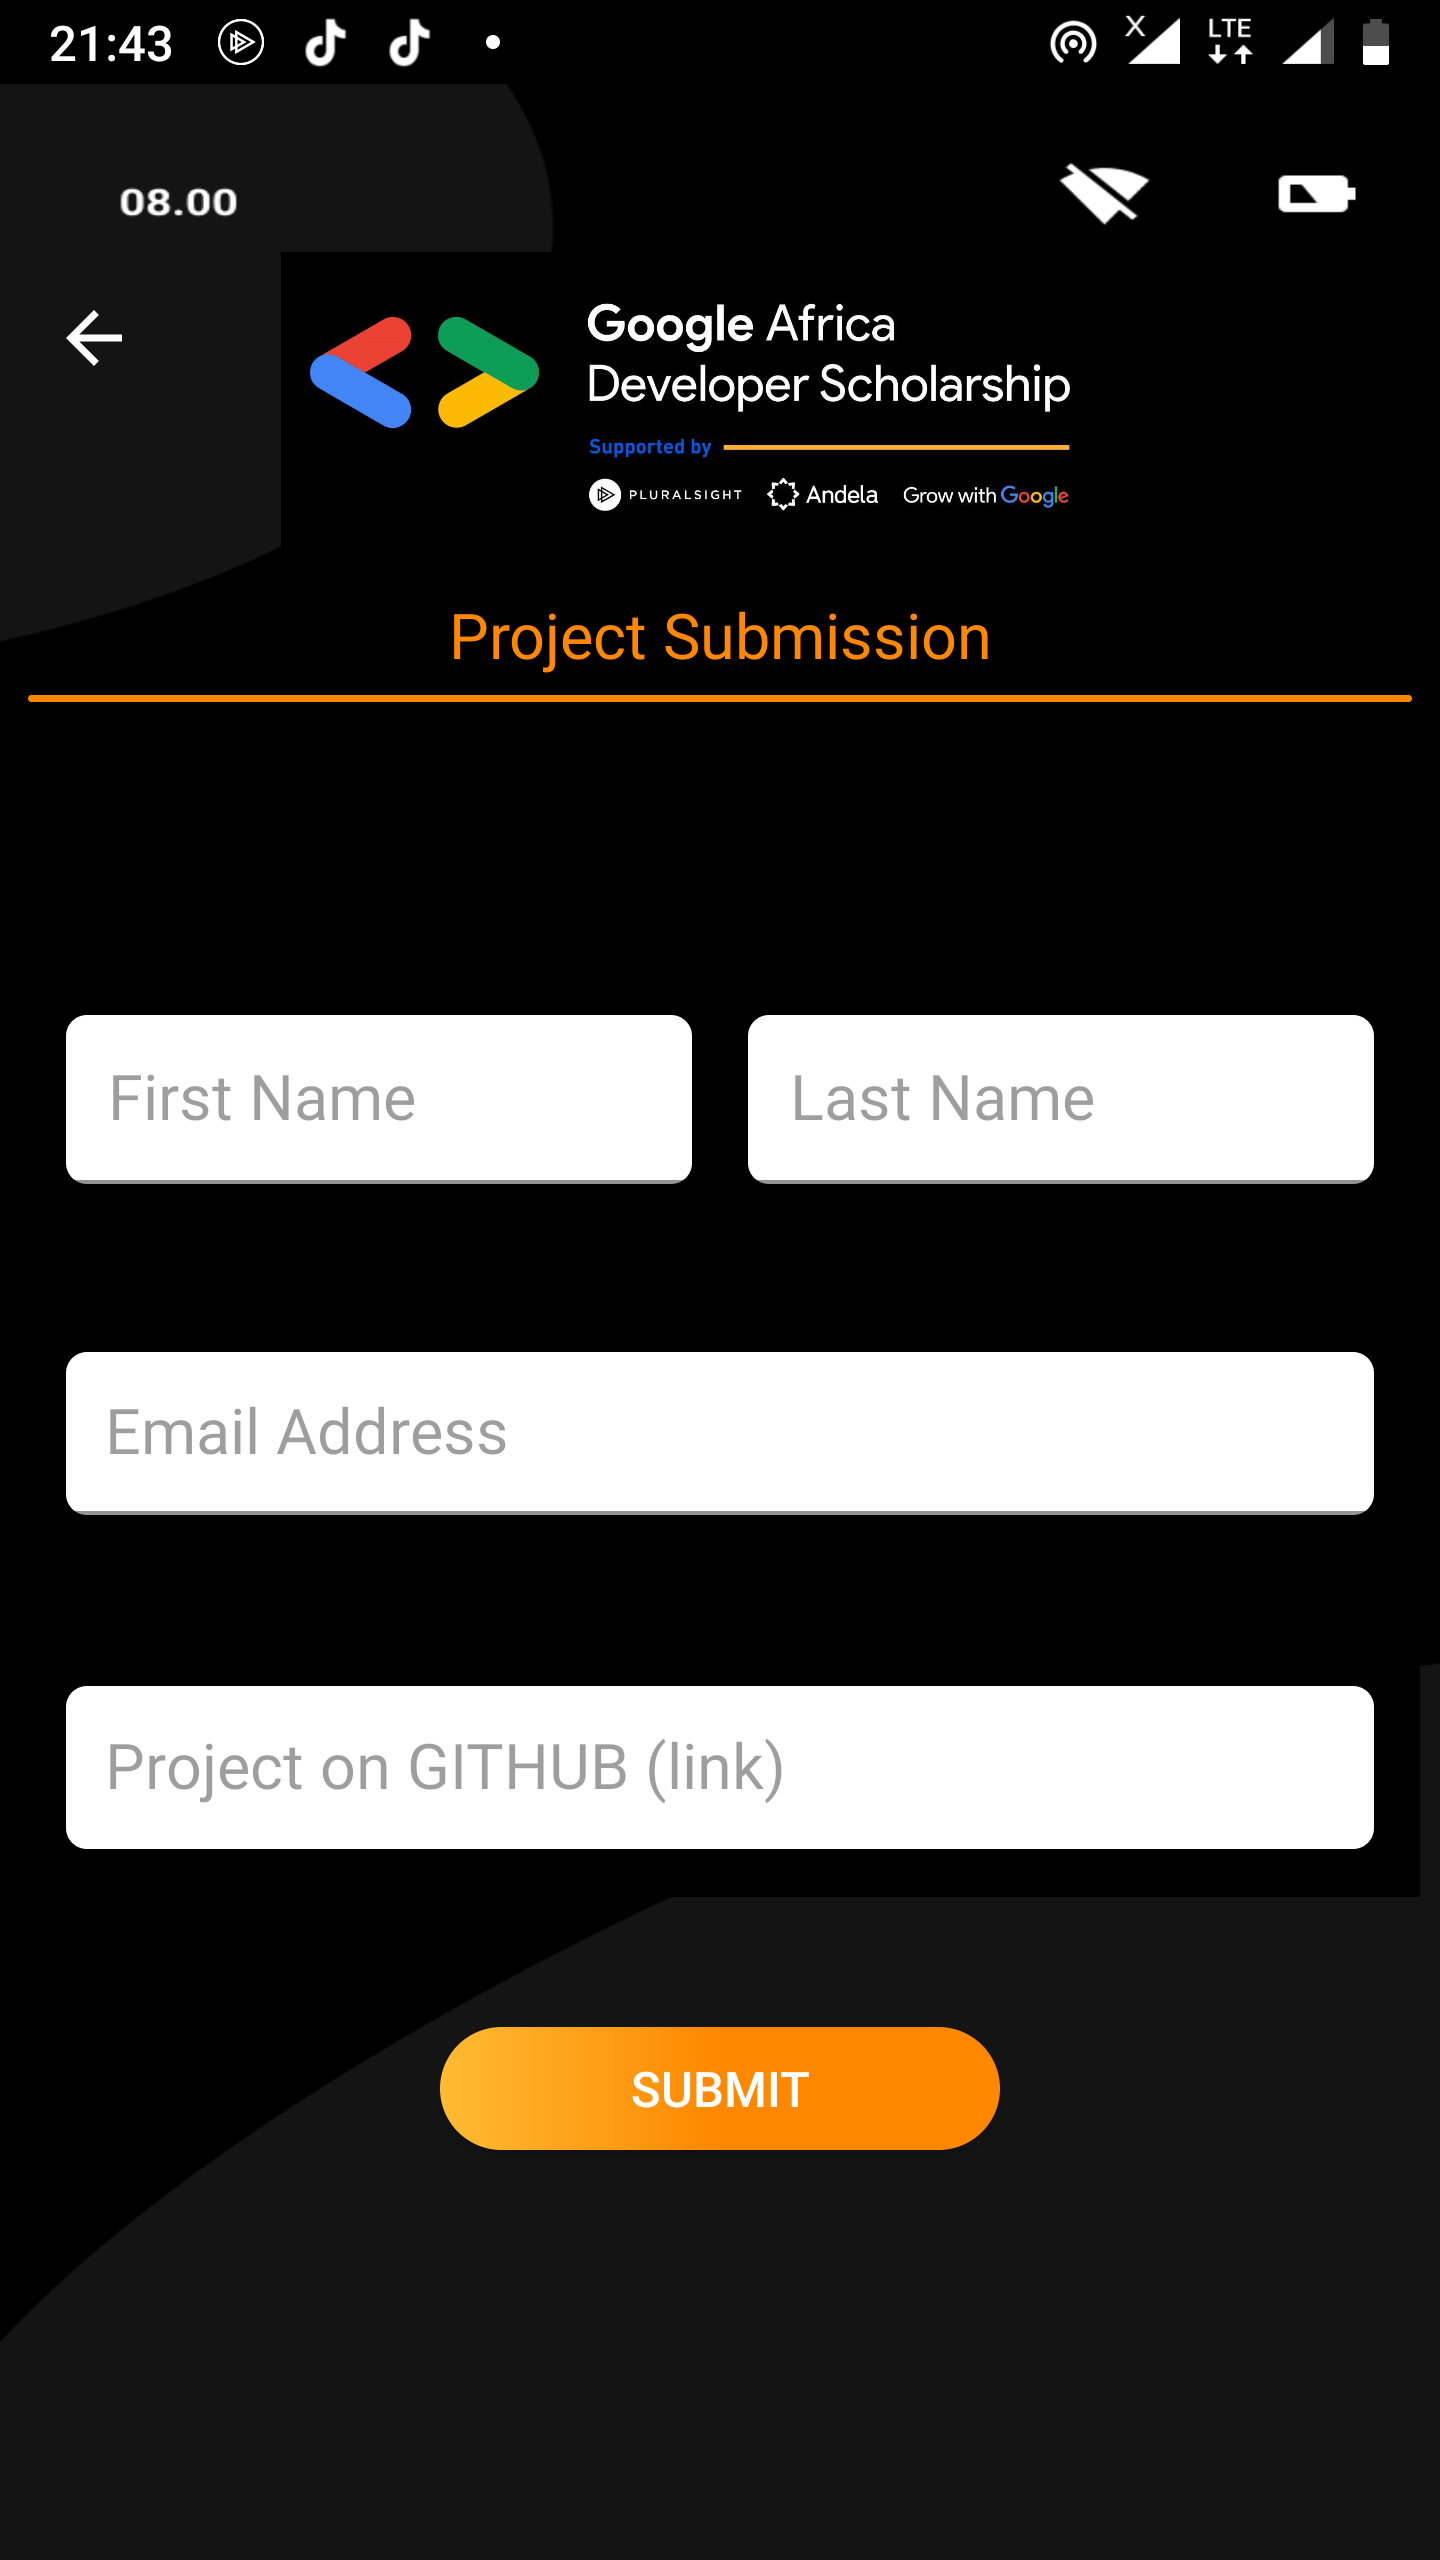 21:43
X
LTE
08.00
Google Africa
Developer Scholarship
Supported by
PLURALSIGHT Andela Grow with Google
Project Submission
First Name Last Name
Email Address
Project on GITHUB (link)
SUBMIT